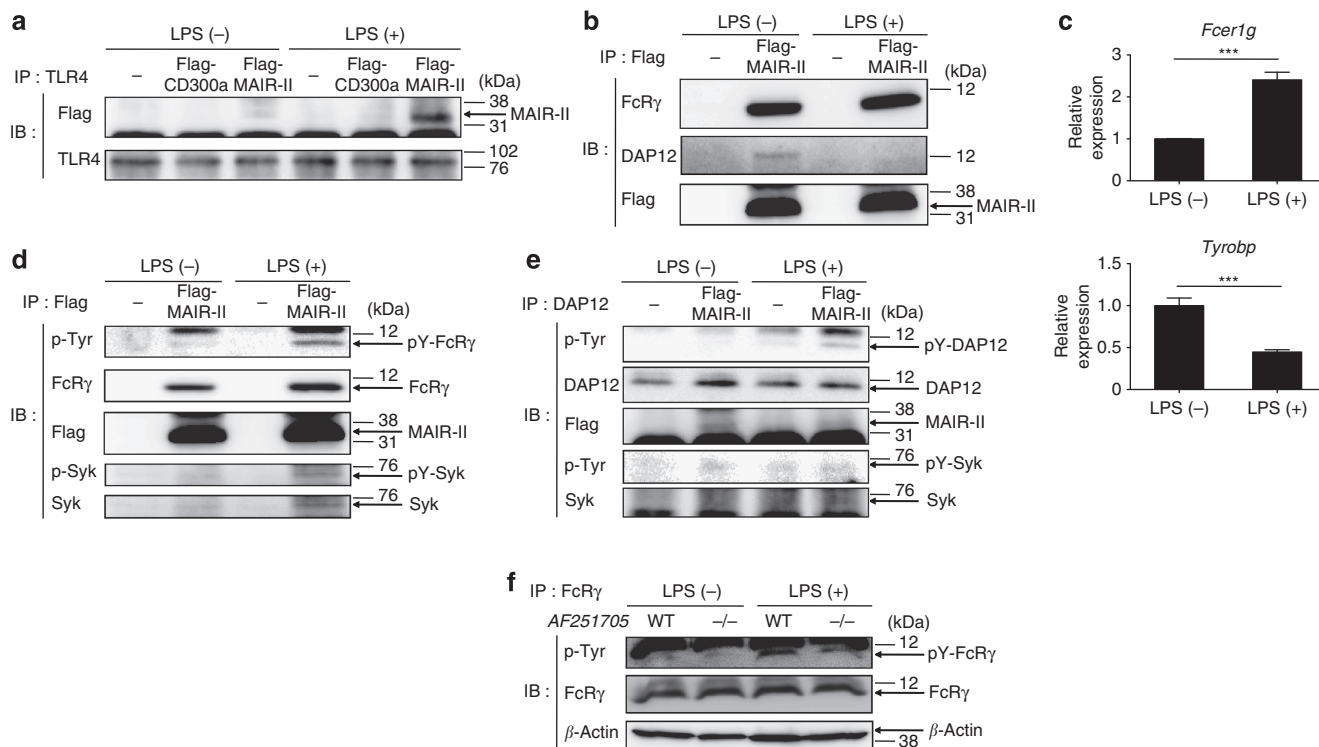 a
LPS (–) LPS (+)
IP : TLR4 – Flag-CD300a Flag-MAIR-II – Flag-CD300a Flag-MAIR-II (kDa)
IB :
Flag 38 31 MAIR-II
TLR4 102 76
b
LPS (–) LPS (+)
IP : Flag – Flag-MAIR-II – Flag-MAIR-II (kDa)
IB :
FcRγ 12
DAP12 12
Flag 38 31 MAIR-II
c
Fcer1g
***
Relative expression
3
2
1
0
LPS (–) LPS (+)
Tyrobp
***
Relative expression
1.5
1.0
0.5
0
LPS (–) LPS (+)
d
LPS (–) LPS (+)
IP : Flag – Flag-MAIR-II – Flag-MAIR-II (kDa)
IB :
p-Tyr 12 pY-FcRγ
FcRγ 12 FcRγ
Flag 38 31 MAIR-II
p-Syk 76 pY-Syk
Syk 76 Syk
e
LPS (–) LPS (+)
IP : DAP12 – Flag-MAIR-II – Flag-MAIR-II (kDa)
IB :
p-Tyr 12 pY-DAP12
DAP12 12 DAP12
Flag 38 31 MAIR-II
p-Tyr 76 pY-Syk
Syk 76 Syk
f
IP : FcRγ LPS (–) LPS (+)
AF251705 WT –/– WT –/– (kDa)
IB :
p-Tyr 12 pY-FcRγ
FcRγ 12 FcRγ
β-Actin 38 β-Actin